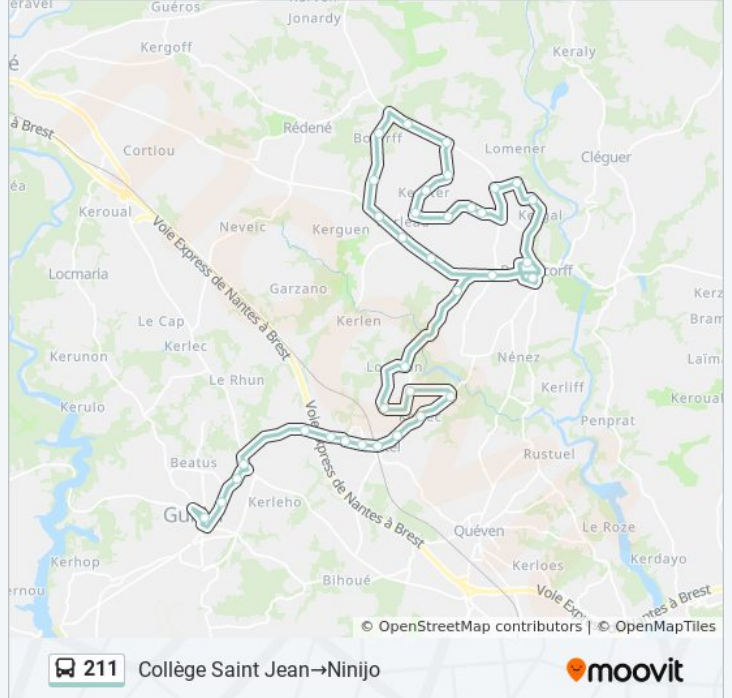 Guéros
Jonardy
Kergoff
Keraly
à Brest
Rédené
Lomener
Cortlou
Cléguer
Keroual
Neveïc
Kerguen
Voie Express de Nantes à Brest
Locmaria
Garzano
Le Cap
Kerlen
Kerlec
Kerunon
Nénez
Le Rhun
Kerliff
Kerulo
Penprat
Voie Express de Nantes à Brest
Beatus
Rustuel
Kerleho
Quéven
Le Roze
Kerhop
Kerloes
Kerdayo
Bihoué
© OpenStreetMap contributors | © OpenMapTiles
211 Collège Saint Jean→Ninijo
moovit